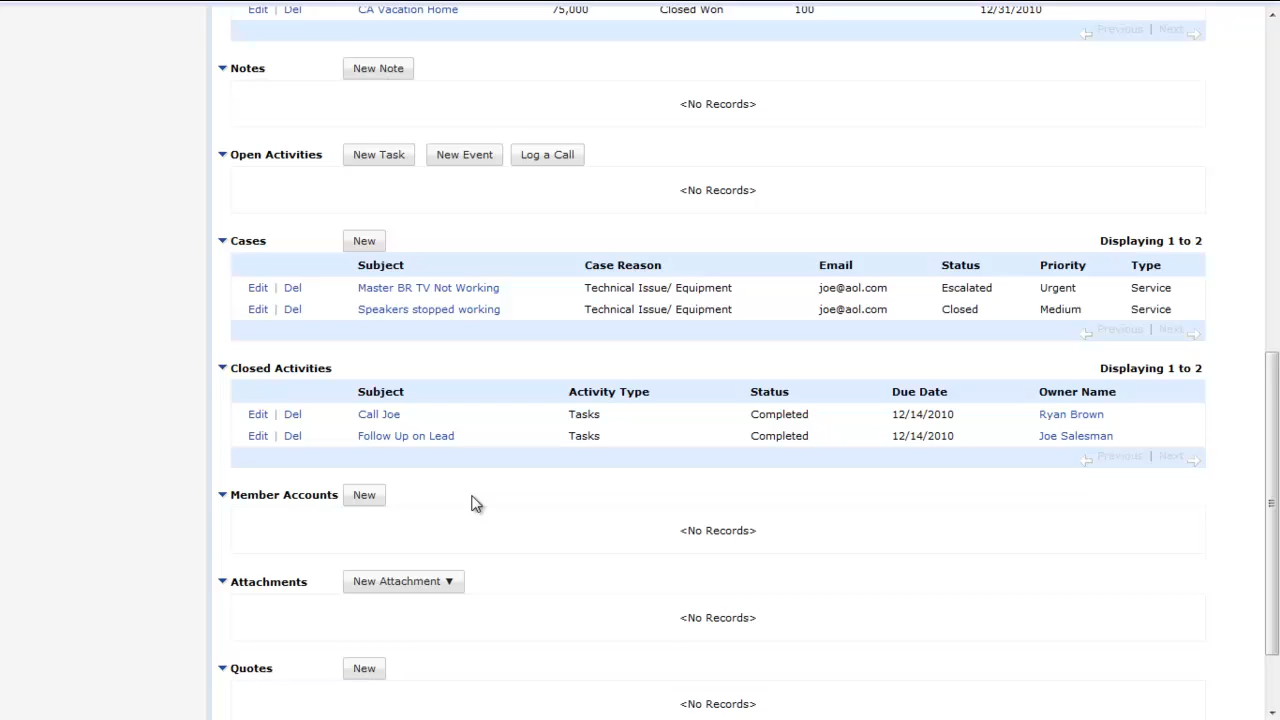 Edit | Del CA Vacation Home 75,000 Closed Won 100 12/31/2010
Previous | Next
Notes New Note
<No Records>
Open Activities New Task New Event Log a Call
<No Records>
Cases New Displaying 1 to 2
Subject Case Reason Email Status Priority Type
Edit | Del Master BR TV Not Working Technical Issue/ Equipment joe@aol.com Escalated Urgent Service
Edit | Del Speakers stopped working Technical Issue/ Equipment joe@aol.com Closed Medium Service
Previous | Next
Closed Activities Displaying 1 to 2
Subject Activity Type Status Due Date Owner Name
Edit | Del Call Joe Tasks Completed 12/14/2010 Ryan Brown
Edit | Del Follow Up on Lead Tasks Completed 12/14/2010 Joe Salesman
Previous | Next
Member Accounts New
<No Records>
Attachments New Attachment ▼
<No Records>
Quotes New
<No Records>